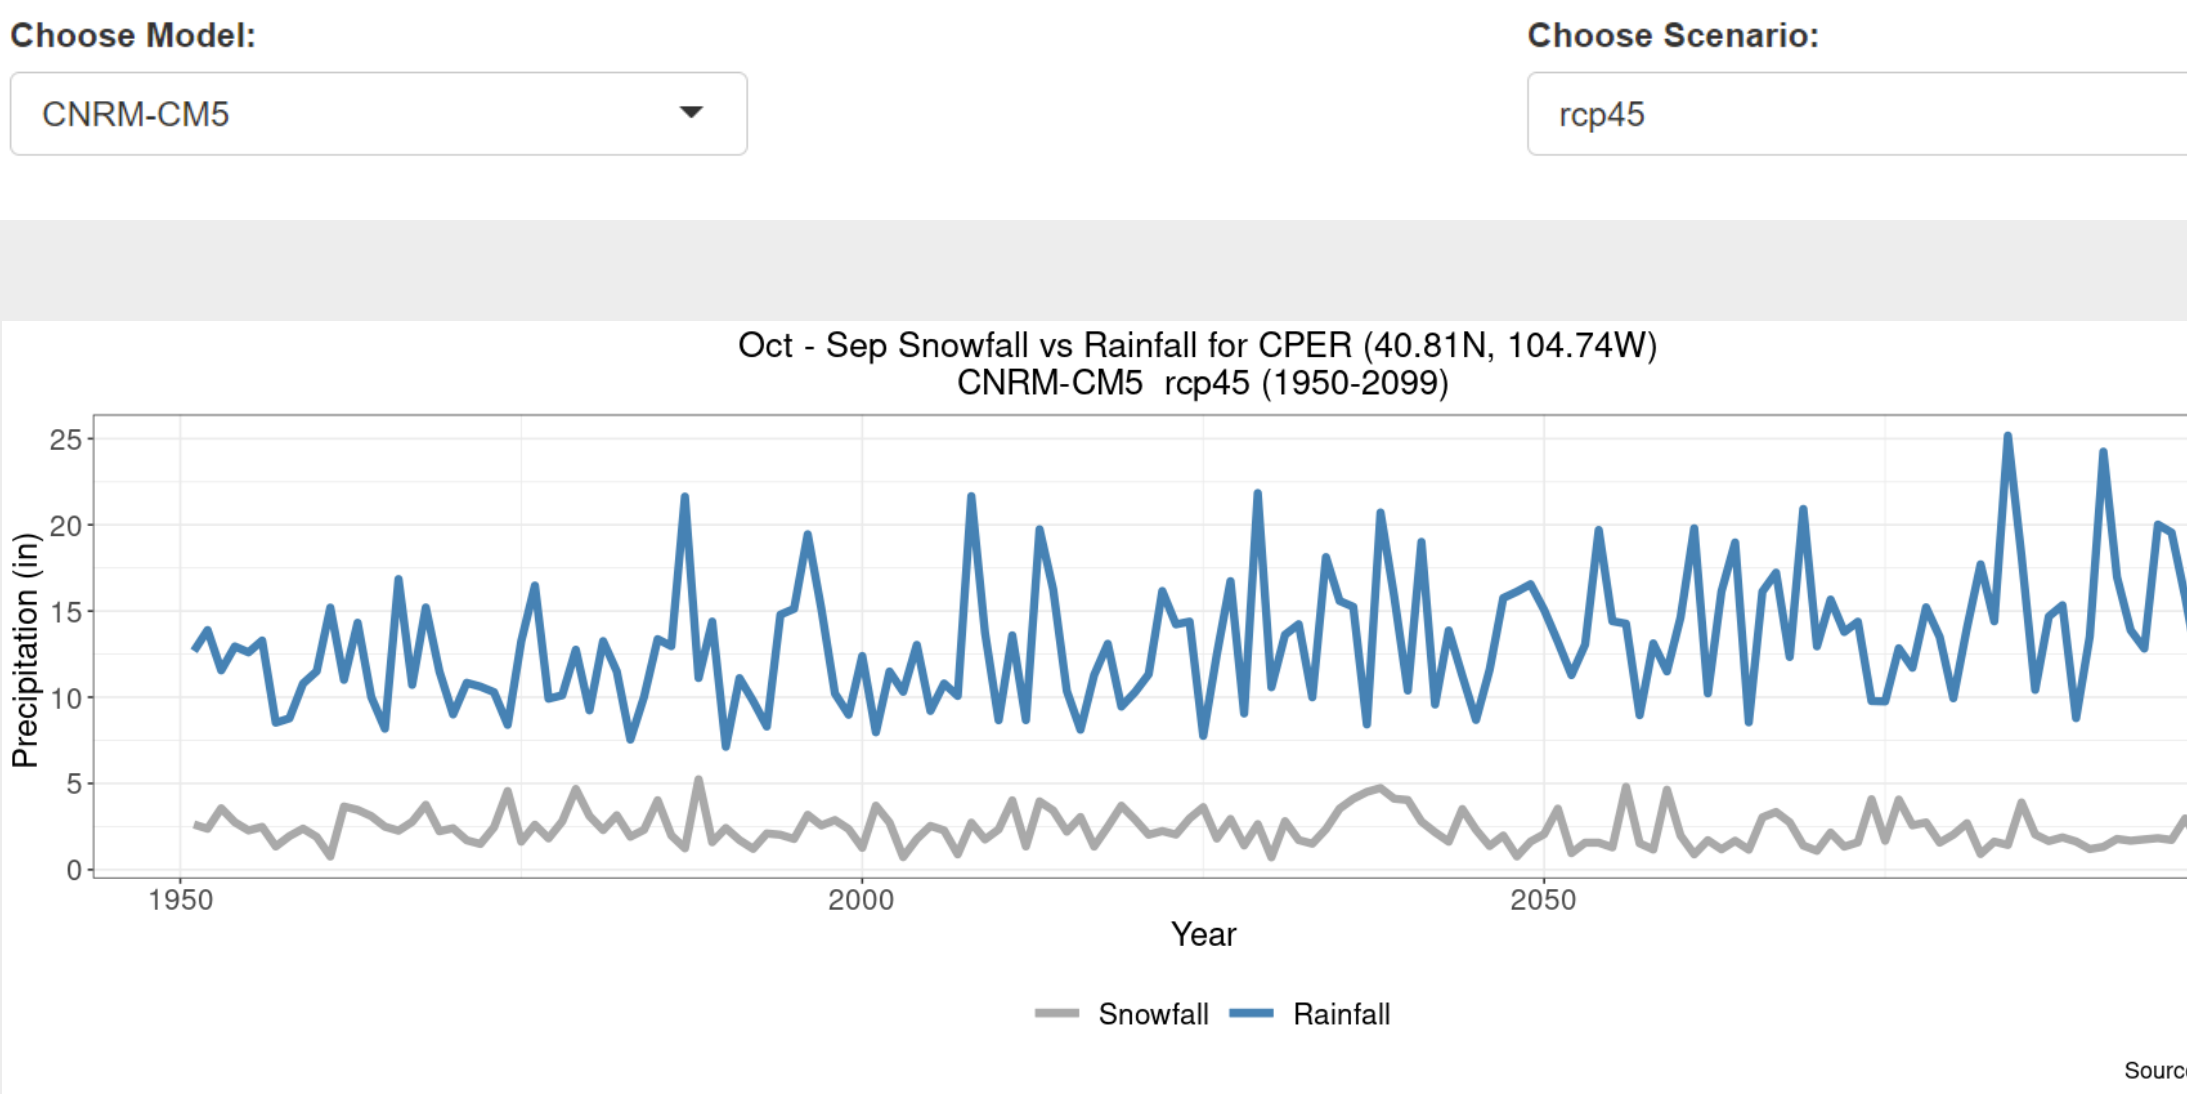 Choose Model:
Choose Scenario:
CNRM-CM5
rcp45
Oct - Sep Snowfall vs Rainfall for CPER (40.81N, 104.74W)
CNRM-CM5 rcp45 (1950-2099)
Precipitation (in)
25
20
15
10
5
0
1950
2000
2050
Year
Snowfall
Rainfall